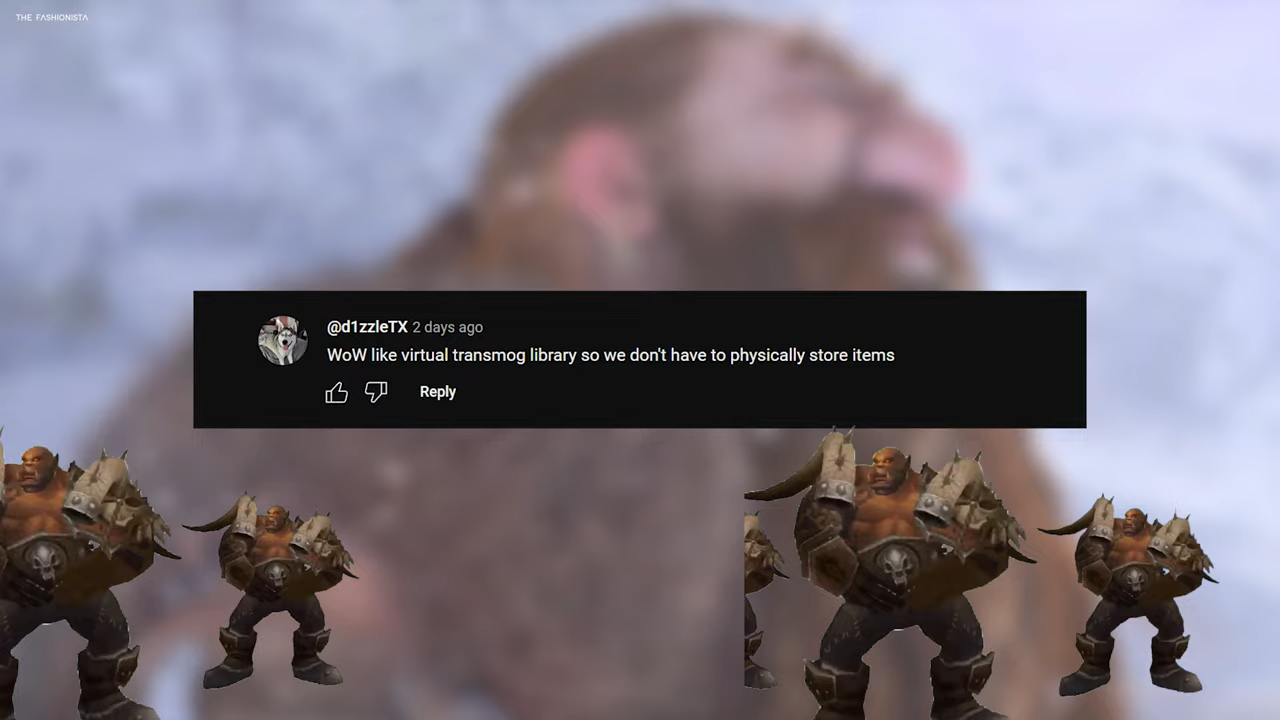 THE FASHIONISTA
@d1zzleTX 2 days ago
WoW like virtual transmog library so we don't have to physically store items
Reply